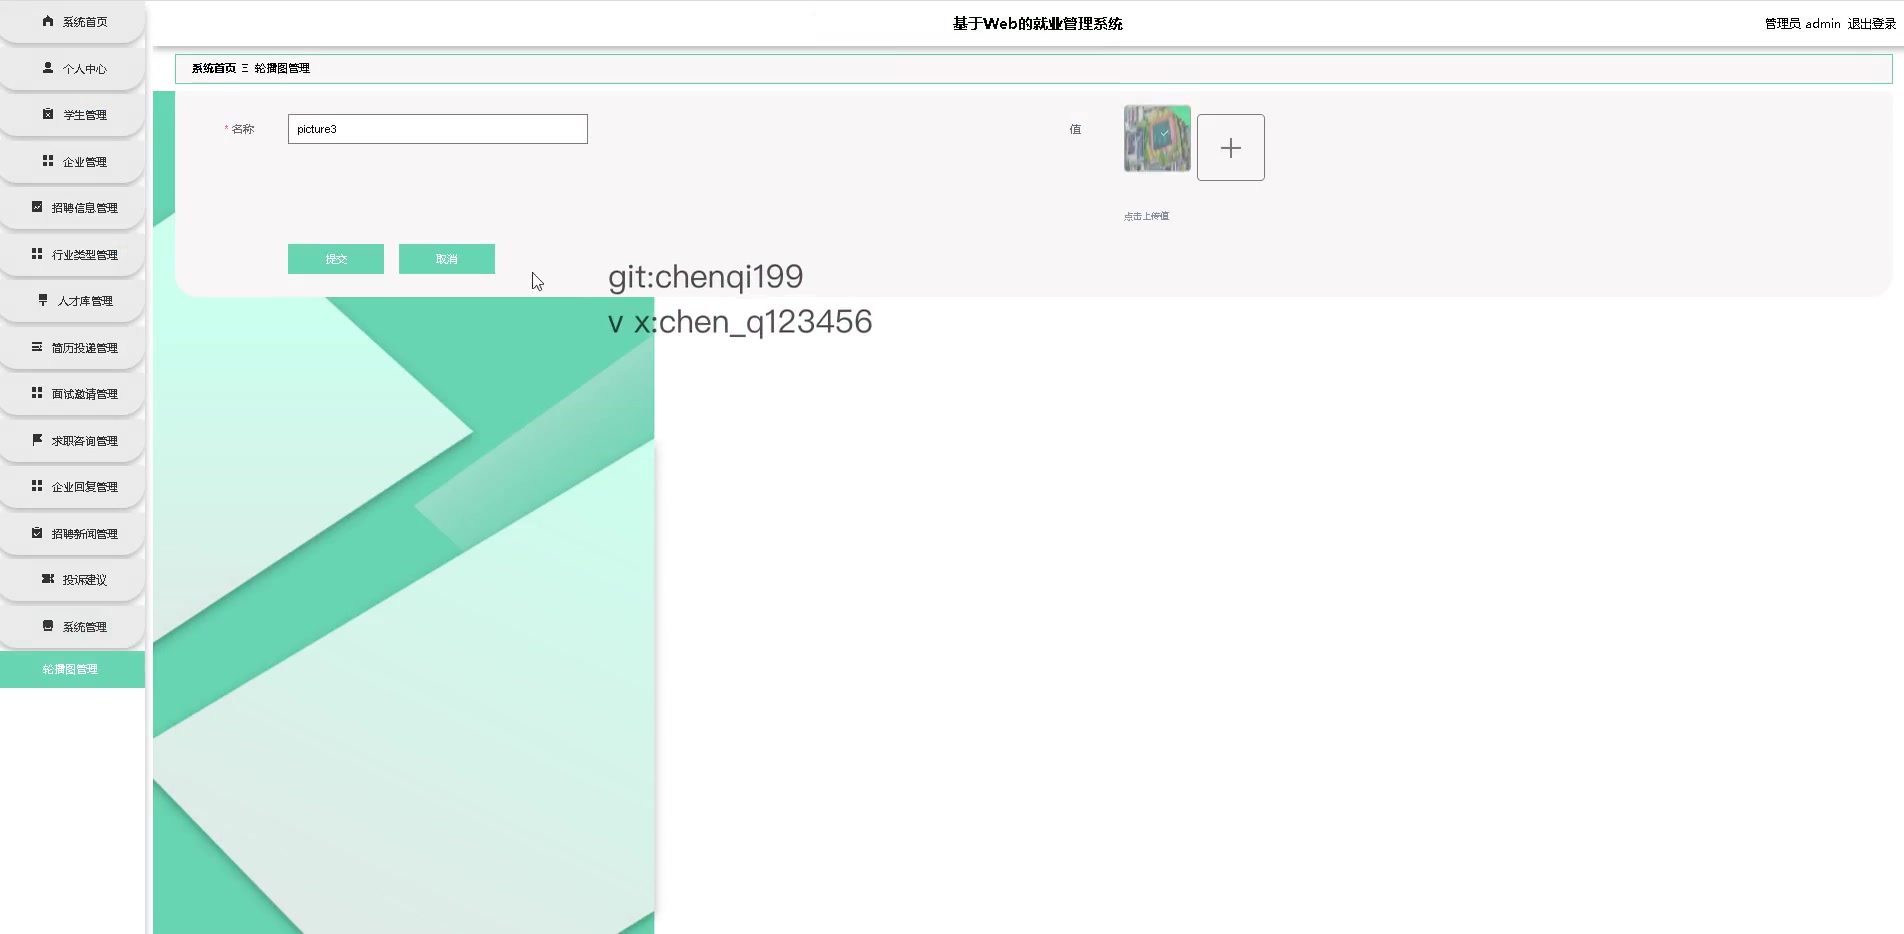 系统首页
个人中心
学生管理
企业管理
招聘信息管理
行业类型管理
人才库管理
简历投递管理
面试邀请管理
求职咨询管理
企业回复管理
招聘新闻管理
投诉建议
系统管理
轮播图管理
基于Web的就业管理系统
管理员 admin 退出登录
系统首页 Ξ 轮播图管理
* 名称 picture3
值
点击上传值
提交 取消
git:chenqi199
v x:chen_q123456